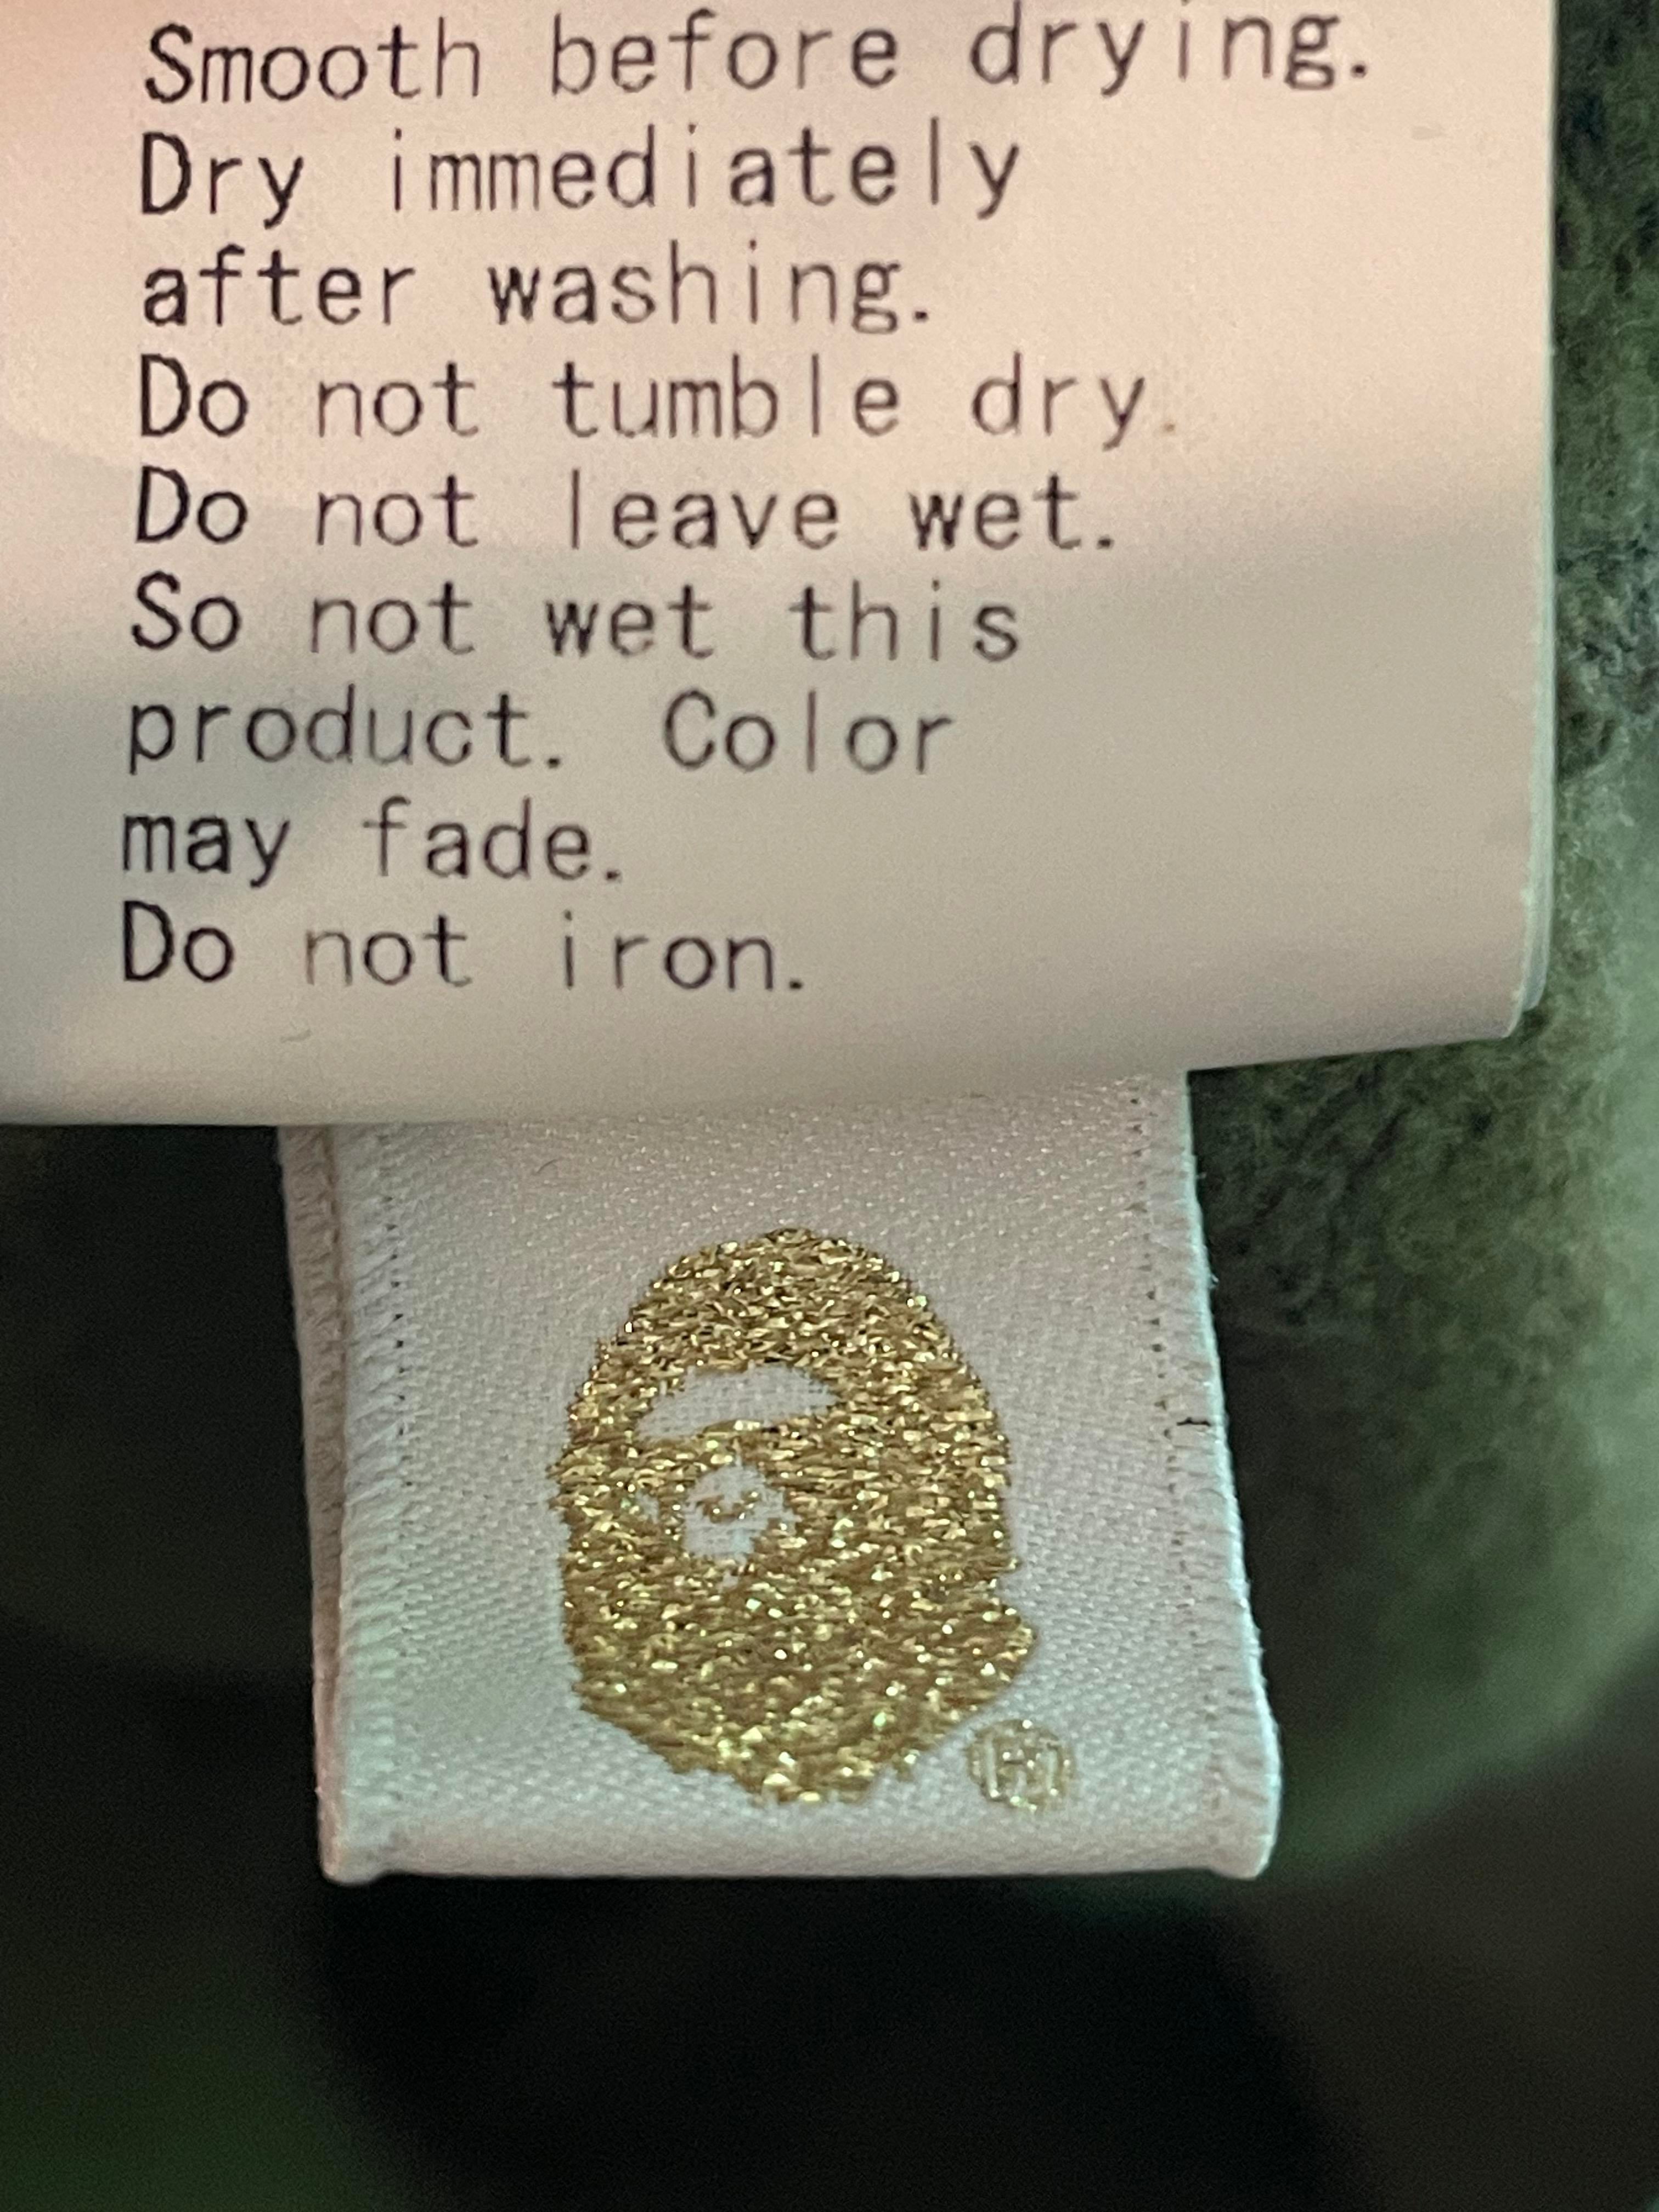 Smooth before drying.
Dry immediately
after washing.
Do not tumble dry.
Do not leave wet.
So not wet this
product. Color
may fade.
Do not iron.
®